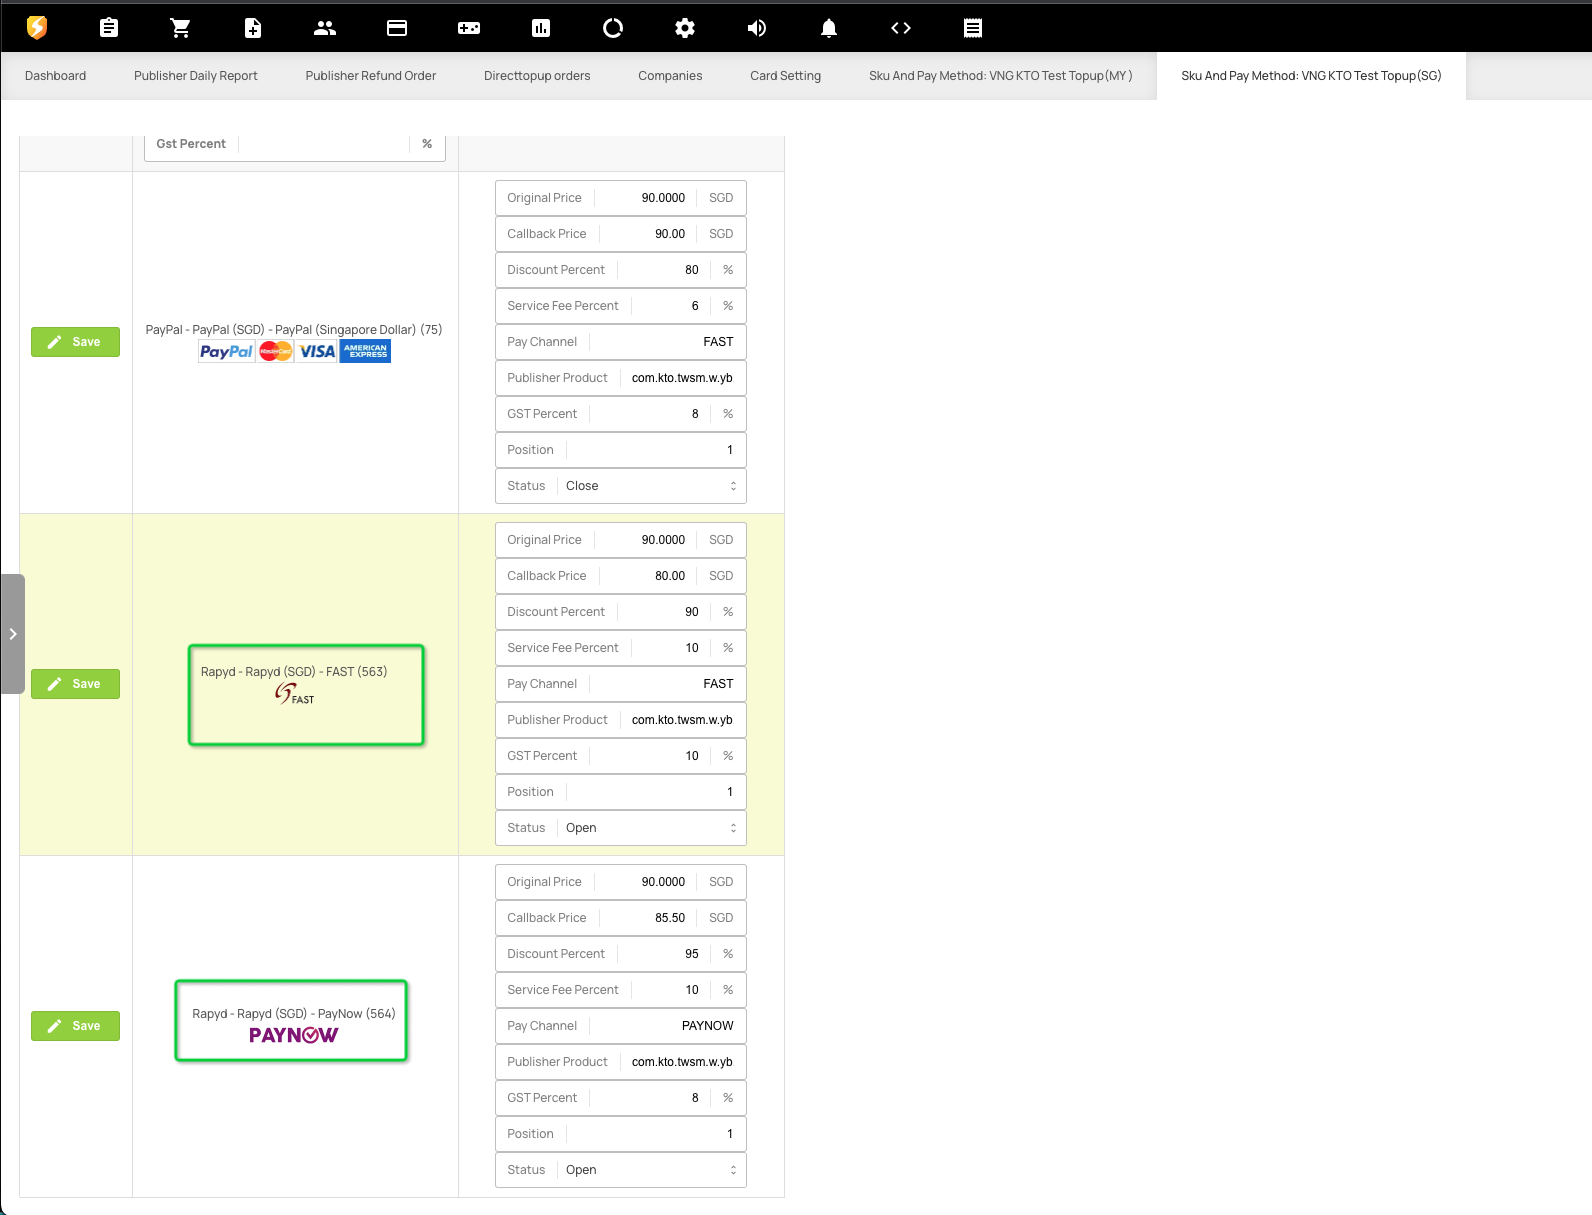 Dashboard
Publisher Daily Report
Publisher Refund Order
Directtopup orders
Companies
Card Setting
Sku And Pay Method: VNG KTO Test Topup(MY )
Sku And Pay Method: VNG KTO Test Topup(SG)
Gst Percent %
Save
PayPal - PayPal (SGD) - PayPal (Singapore Dollar) (75)
PayPal MasterCard VISA AMERICAN EXPRESS
Original Price 90.0000 SGD
Callback Price 90.00 SGD
Discount Percent 80 %
Service Fee Percent 6 %
Pay Channel FAST
Publisher Product com.kto.twsm.w.yb
GST Percent 8 %
Position 1
Status Close
Save
Rapyd - Rapyd (SGD) - FAST (563)
FAST
Original Price 90.0000 SGD
Callback Price 80.00 SGD
Discount Percent 90 %
Service Fee Percent 10 %
Pay Channel FAST
Publisher Product com.kto.twsm.w.yb
GST Percent 10 %
Position 1
Status Open
Save
Rapyd - Rapyd (SGD) - PayNow (564)
PAYNOW
Original Price 90.0000 SGD
Callback Price 85.50 SGD
Discount Percent 95 %
Service Fee Percent 10 %
Pay Channel PAYNOW
Publisher Product com.kto.twsm.w.yb
GST Percent 8 %
Position 1
Status Open